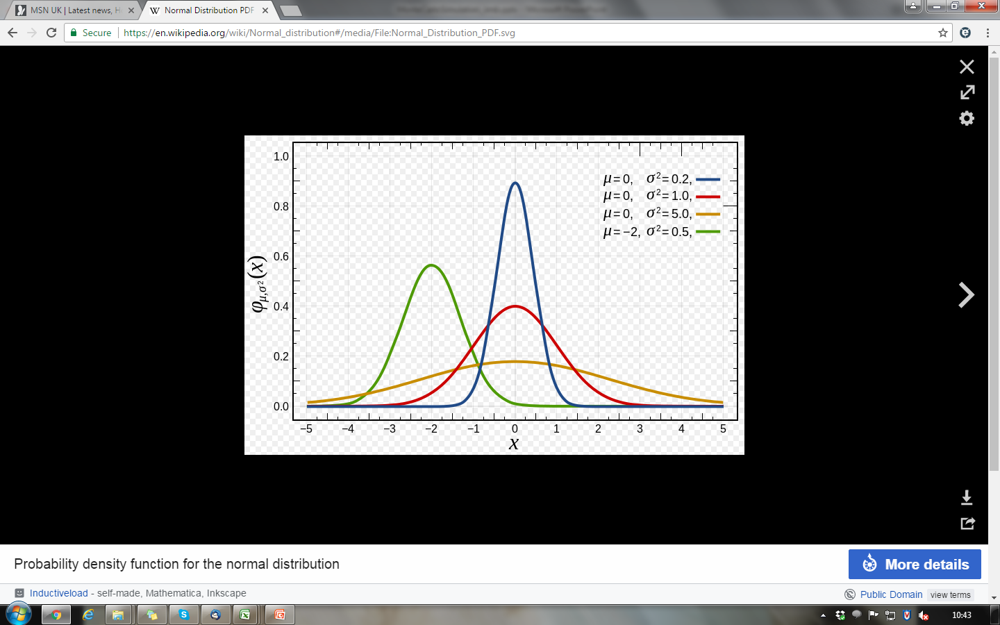 MSN UK | Latest news, H
Normal Distribution PDF
Secure
https://en.wikipedia.org/wiki/Normal_distribution#/media/File:Normal_Distribution_PDF.svg
μ=0, σ²=0.2,
μ=0, σ²=1.0,
μ=0, σ²=5.0,
μ=−2, σ²=0.5,
φμ,σ²(x)
1.0
0.8
0.6
0.4
0.2
0.0
−5 −4 −3 −2 −1 0 1 2 3 4 5
x
Probability density function for the normal distribution
More details
Inductiveload - self-made, Mathematica, Inkscape
Public Domain view terms
10:43